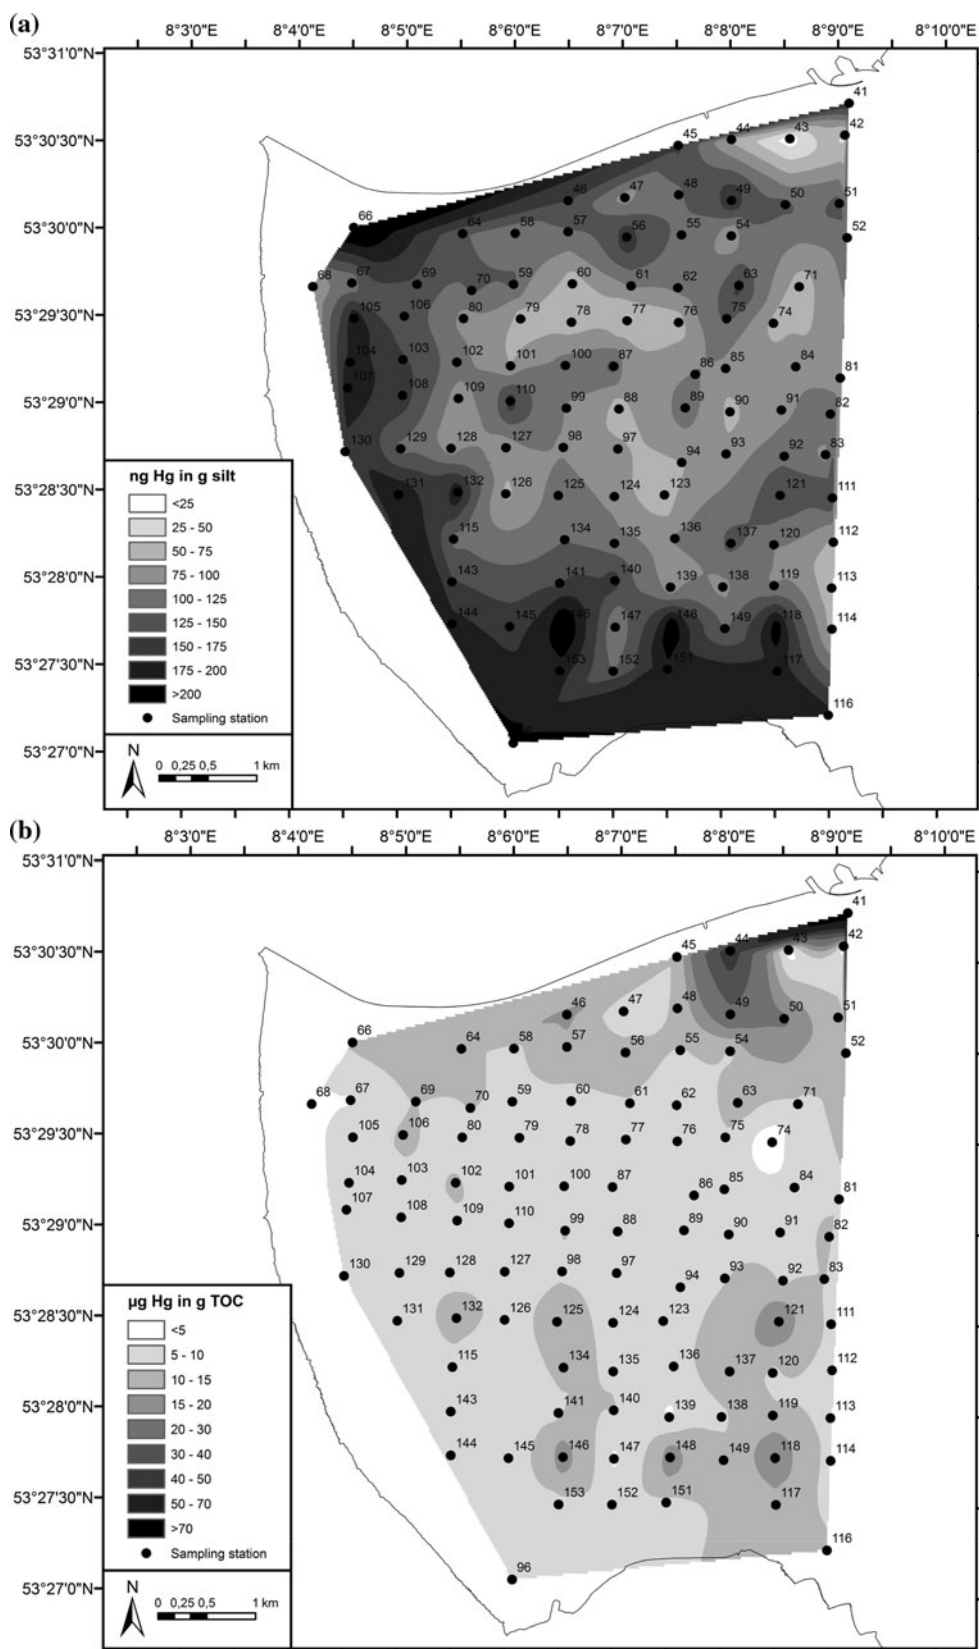 (a)
8°3'0"E 8°4'0"E 8°5'0"E 8°6'0"E 8°7'0"E 8°8'0"E 8°9'0"E 8°10'0"E
53°31'0"N
41
42
43
44
45
53°30'30"N
46 47 48 49 50 51
66 64 58 57 56 55 54 52
53°30'0"N
68 67 69 70 59 60 61 62 63 71
105 106 80 79 78 77 76 75 74
53°29'30"N
104 103 102 101 100 87 86 85 84 81
107 108 109 110 99 88 89 90 91 82
53°29'0"N
130 129 128 127 98 97 94 93 92 83
131 132 126 125 124 123 121 111
53°28'30"N
115 134 135 136 137 120 112
143 141 140 139 138 119 113
53°28'0"N
144 145 146 147 148 149 118 114
153 152 151 117
53°27'30"N
116
53°27'0"N
ng Hg in g silt
<25
25 - 50
50 - 75
75 - 100
100 - 125
125 - 150
150 - 175
175 - 200
>200
Sampling station
N
0 0,25 0,5 1 km
(b)
8°3'0"E 8°4'0"E 8°5'0"E 8°6'0"E 8°7'0"E 8°8'0"E 8°9'0"E 8°10'0"E
53°31'0"N
41
42
43
44
45
53°30'30"N
46 47 48 49 50 51
66 64 58 57 56 55 54 52
53°30'0"N
68 67 69 70 59 60 61 62 63 71
105 106 80 79 78 77 76 75 74
53°29'30"N
104 103 102 101 100 87 86 85 84 81
107 108 109 110 99 88 89 90 91 82
53°29'0"N
130 129 128 127 98 97 94 93 92 83
131 132 126 125 124 123 121 111
53°28'30"N
115 134 135 136 137 120 112
143 141 140 139 138 119 113
53°28'0"N
144 145 146 147 148 149 118 114
153 152 151 117
53°27'30"N
116
96
53°27'0"N
µg Hg in g TOC
<5
5 - 10
10 - 15
15 - 20
20 - 30
30 - 40
40 - 50
50 - 70
>70
Sampling station
N
0 0,25 0,5 1 km